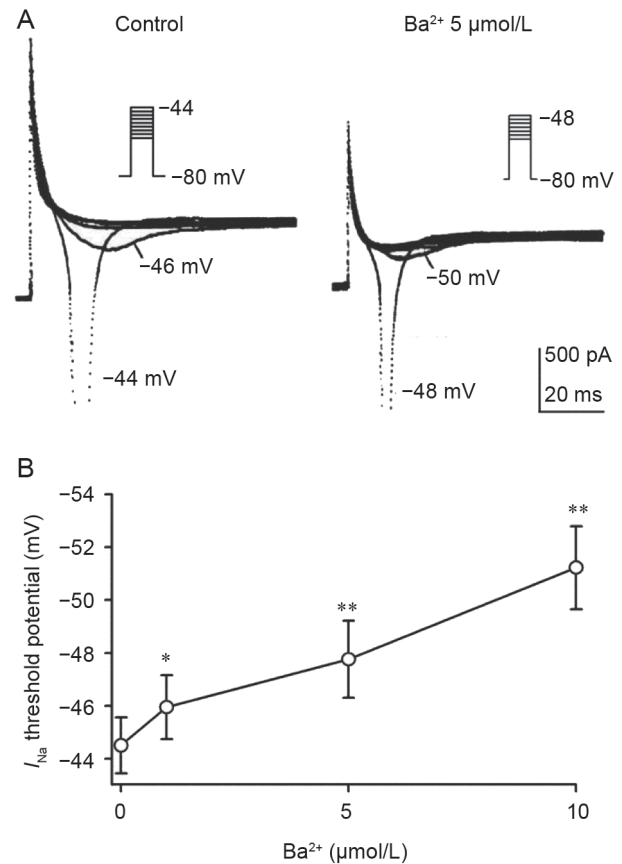 A
Control
Ba²⁺ 5 μmol/L
−44
−80 mV
−46 mV
−44 mV
−48
−80 mV
−50 mV
−48 mV
500 pA
20 ms
B
I_Na threshold potential (mV)
−54
−52
−50
−48
−46
−44
*
**
**
0
5
10
Ba²⁺ (μmol/L)